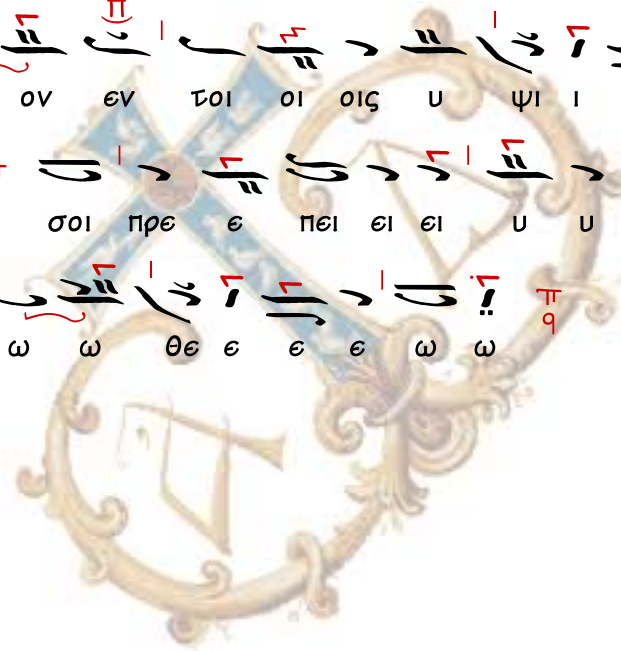 ον εν τοι οι οις υ ψι ι
σοι πρε ε πει ει ει υ υ
ω ω θε ε ε ε ω ω